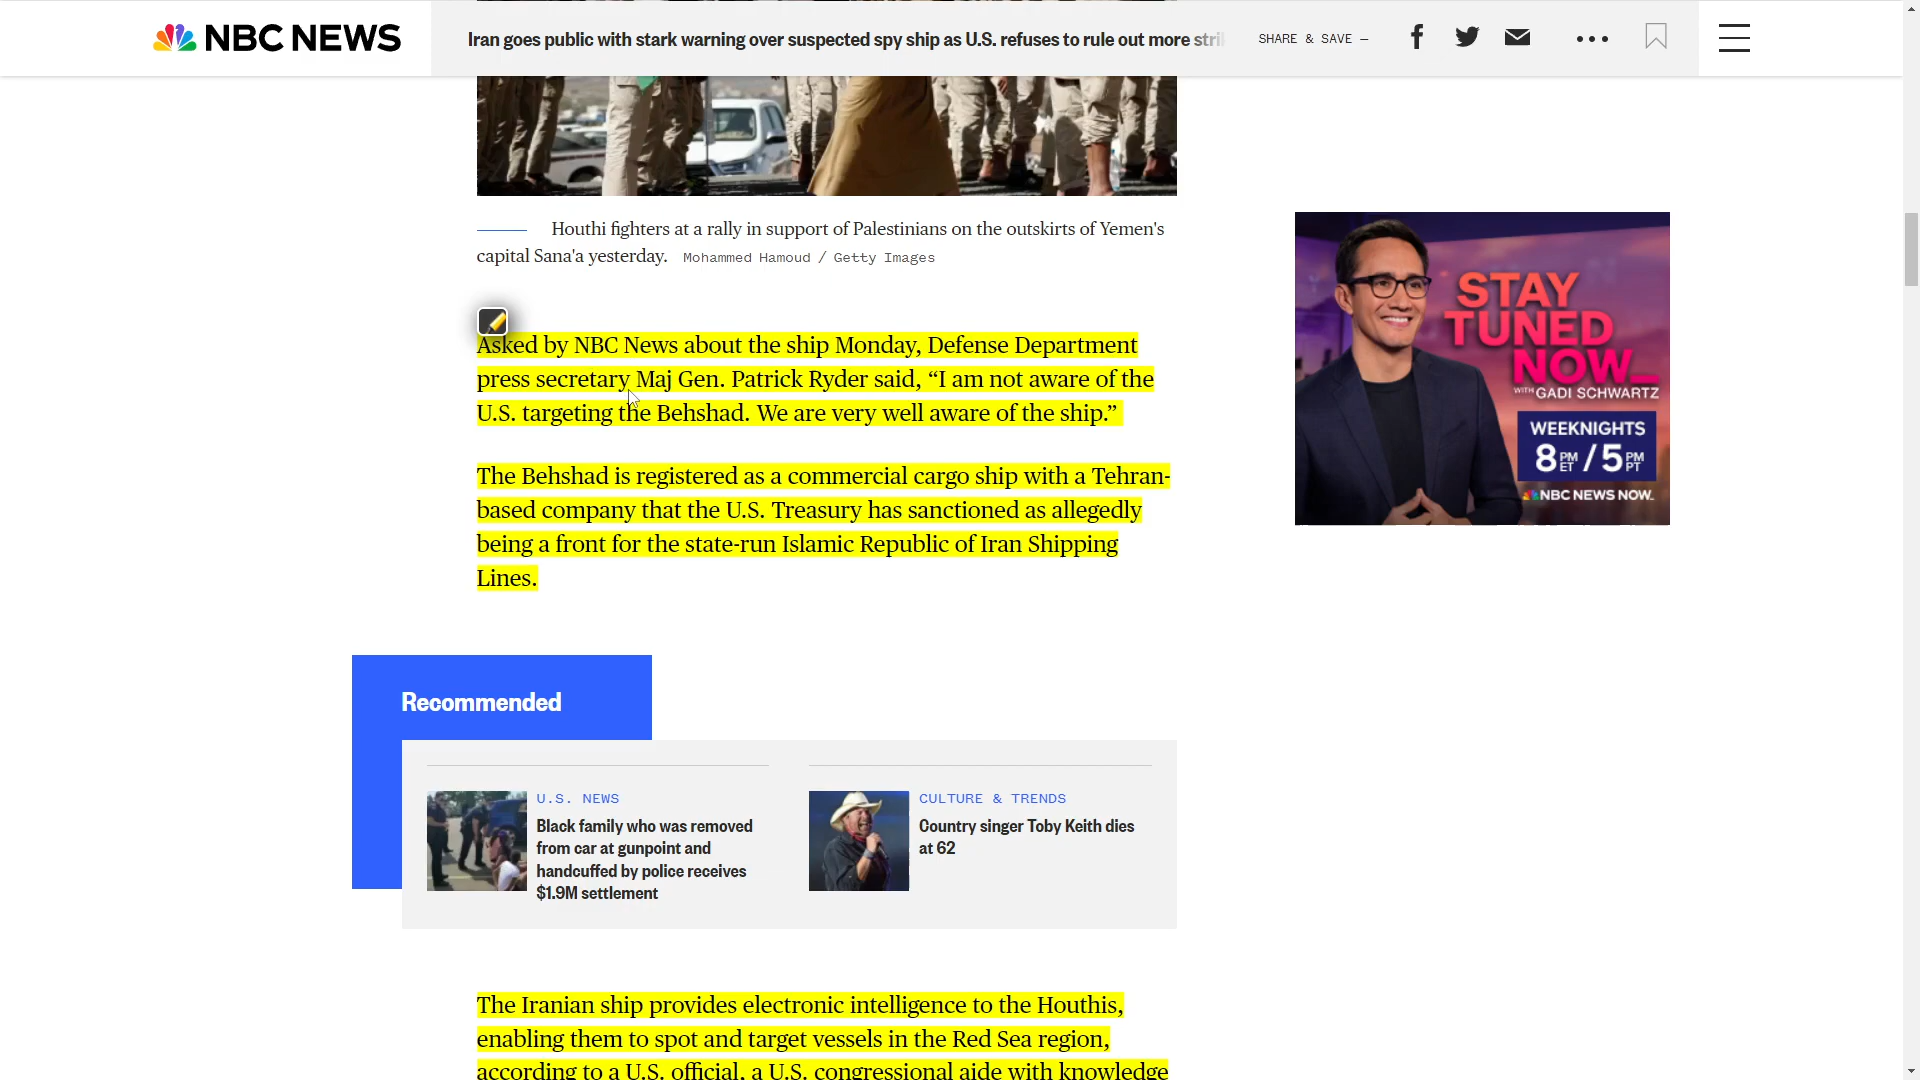 NBC NEWS
Iran goes public with stark warning over suspected spy ship as U.S. refuses to rule out more stri
SHARE & SAVE —
Houthi fighters at a rally in support of Palestinians on the outskirts of Yemen's
capital Sana'a yesterday. Mohammed Hamoud / Getty Images
Asked by NBC News about the ship Monday, Defense Department
press secretary Maj Gen. Patrick Ryder said, “I am not aware of the
U.S. targeting the Behshad. We are very well aware of the ship.”
The Behshad is registered as a commercial cargo ship with a Tehran-
based company that the U.S. Treasury has sanctioned as allegedly
being a front for the state-run Islamic Republic of Iran Shipping
Lines.
STAY
TUNED
NOW
WITH GADI SCHWARTZ
WEEKNIGHTS
8 PM ET / 5 PM PT
NBC NEWS NOW
Recommended
U.S. NEWS
Black family who was removed
from car at gunpoint and
handcuffed by police receives
$1.9M settlement
CULTURE & TRENDS
Country singer Toby Keith dies
at 62
The Iranian ship provides electronic intelligence to the Houthis,
enabling them to spot and target vessels in the Red Sea region,
according to a U.S. official, a U.S. congressional aide with knowledge